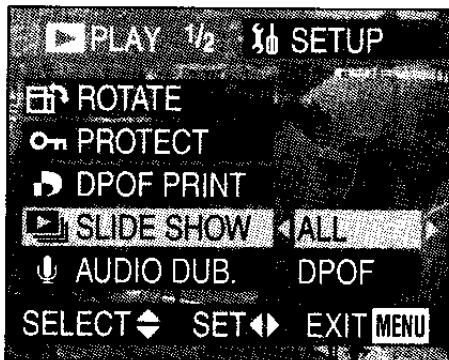 PLAY 1/2 SETUP
ROTATE
PROTECT
DPOF PRINT
SLIDE SHOW ALL
AUDIO DUB. DPOF
SELECT SET EXIT MENU